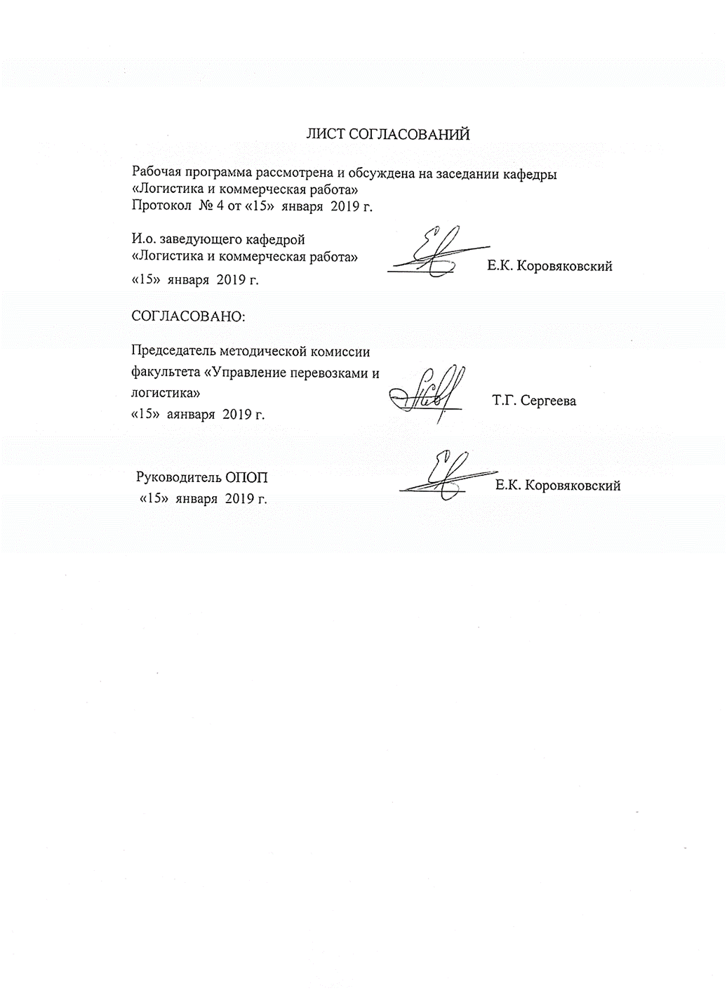 ЛИСТ СОГЛАСОВАНИЙ
Рабочая программа рассмотрена и обсуждена на заседании кафедры
«Логистика и коммерческая работа»
Протокол № 4 от «15» января 2019 г.
И.о. заведующего кафедрой
«Логистика и коммерческая работа»
Е.К. Коровяковский
«15» января 2019 г.
СОГЛАСОВАНО:
Председатель методической комиссии
факультета «Управление перевозками и
логистика»
Т.Г. Сергеева
«15» аянваря 2019 г.
Руководитель ОПОП
Е.К. Коровяковский
«15» января 2019 г.